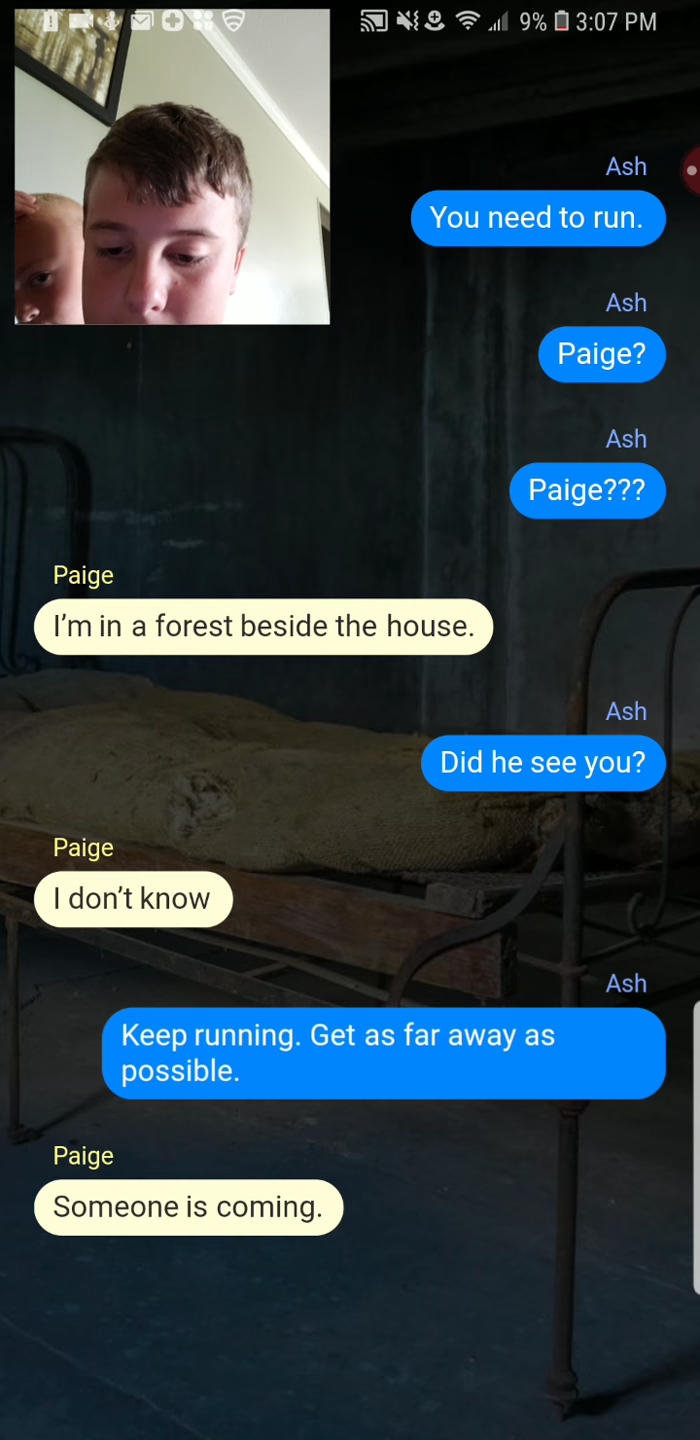 9% 3:07 PM
Ash
You need to run.
Ash
Paige?
Ash
Paige???
Paige
I’m in a forest beside the house.
Ash
Did he see you?
Paige
I don’t know
Ash
Keep running. Get as far away as
possible.
Paige
Someone is coming.